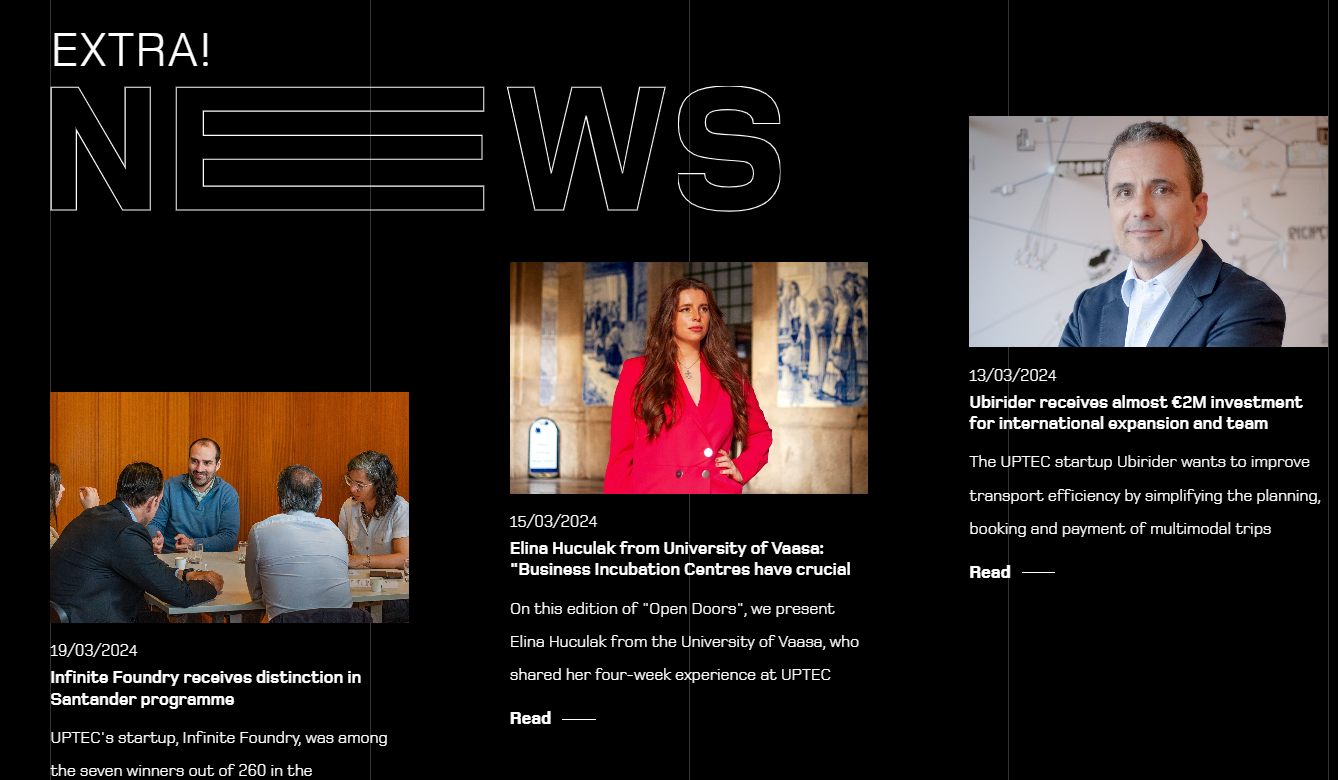 EXTRA!
NEWS
19/03/2024
Infinite Foundry receives distinction in
Santander programme
UPTEC's startup, Infinite Foundry, was among
the seven winners out of 260 in the
15/03/2024
Elina Huculak from University of Vaasa:
"Business Incubation Centres have crucial
On this edition of "Open Doors", we present
Elina Huculak from the University of Vaasa, who
shared her four-week experience at UPTEC
Read
13/03/2024
Ubirider receives almost €2M investment
for international expansion and team
The UPTEC startup Ubirider wants to improve
transport efficiency by simplifying the planning,
booking and payment of multimodal trips
Read